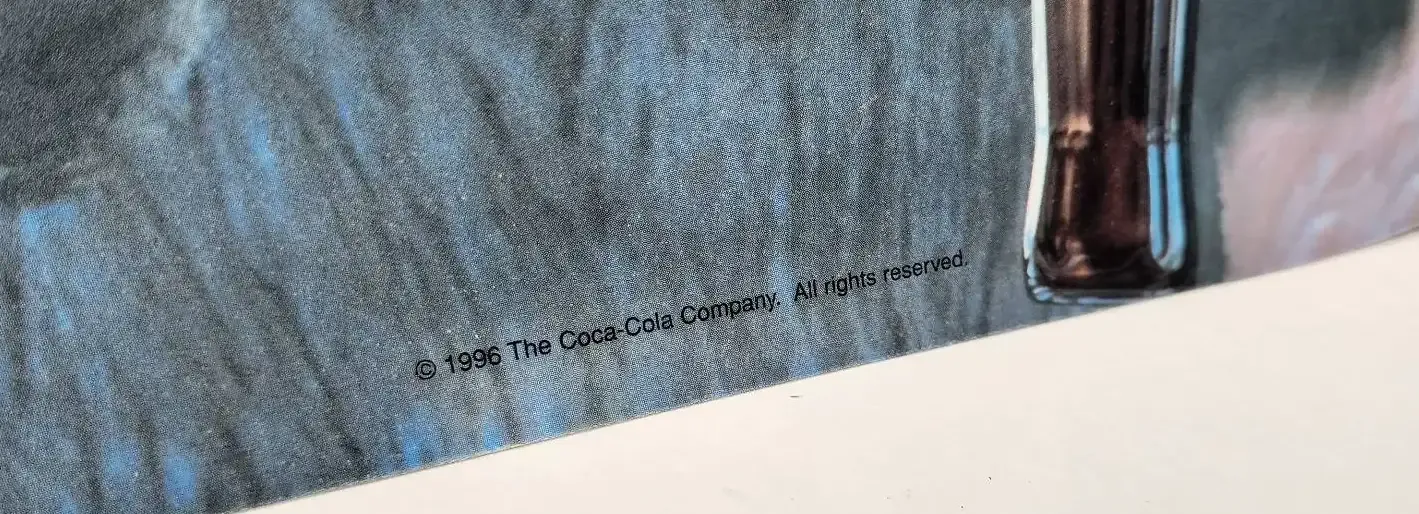 © 1996 The Coca-Cola Company. All rights reserved.